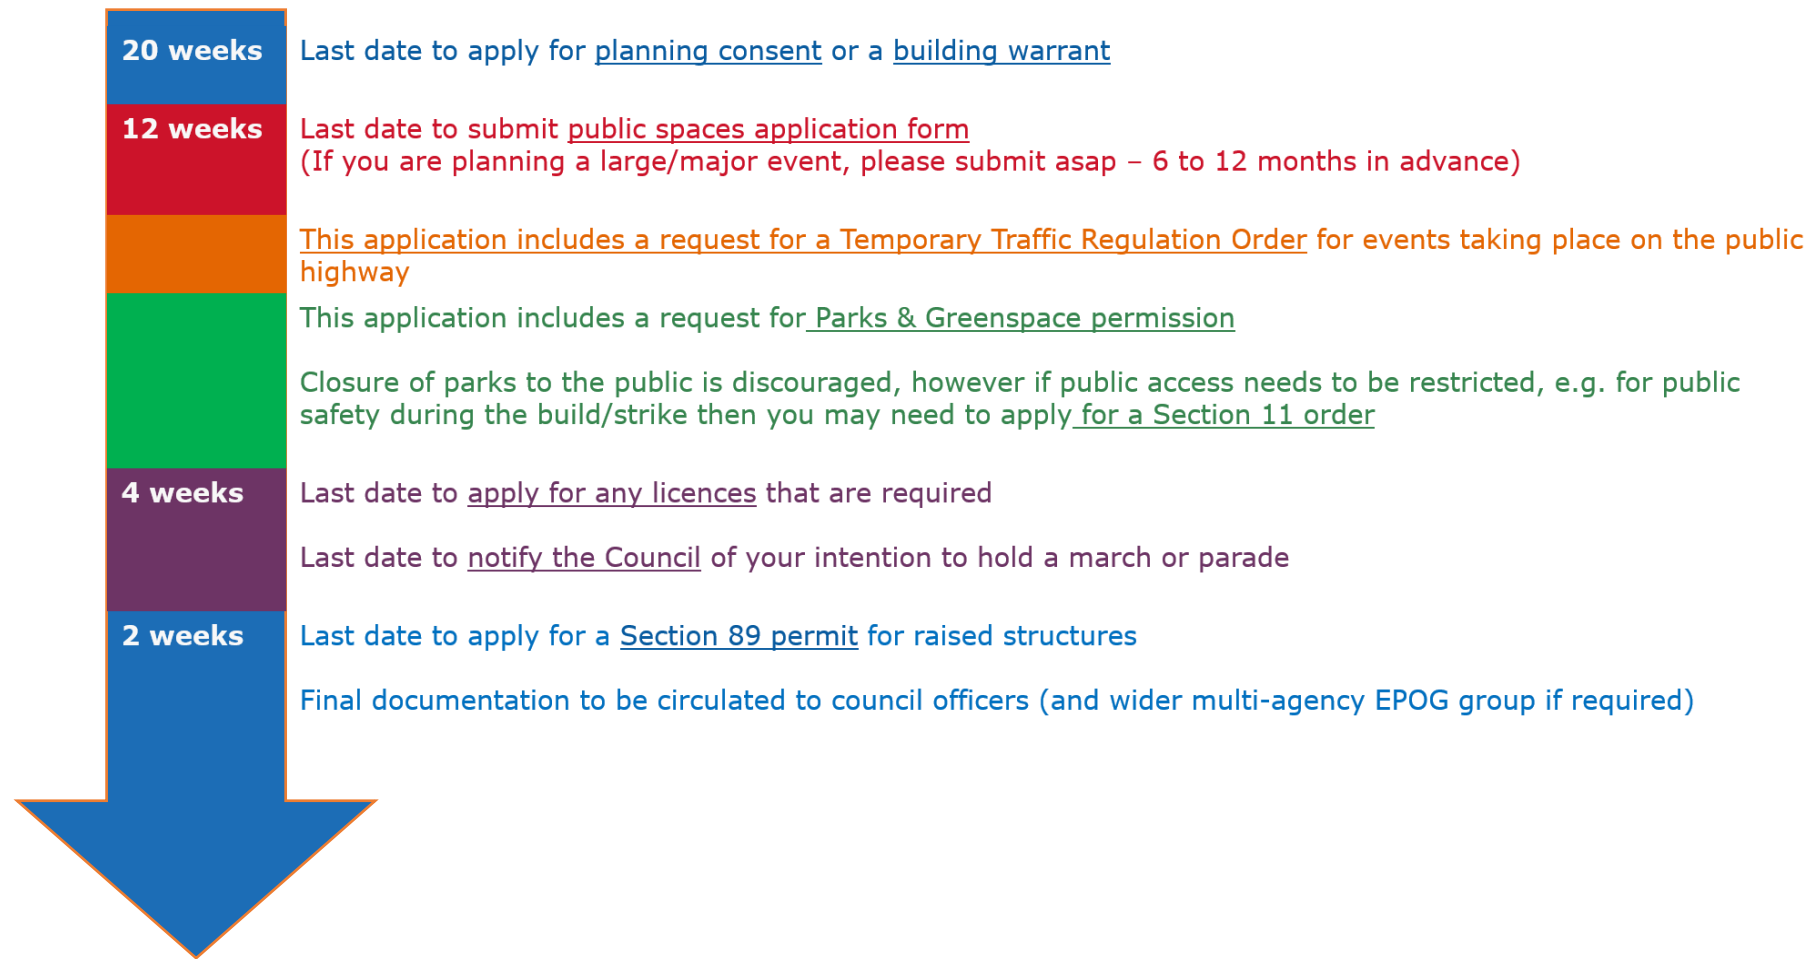 20 weeks Last date to apply for planning consent or a building warrant
12 weeks Last date to submit public spaces application form
(If you are planning a large/major event, please submit asap – 6 to 12 months in advance)
This application includes a request for a Temporary Traffic Regulation Order for events taking place on the public
highway
This application includes a request for Parks & Greenspace permission
Closure of parks to the public is discouraged, however if public access needs to be restricted, e.g. for public
safety during the build/strike then you may need to apply for a Section 11 order
4 weeks Last date to apply for any licences that are required
Last date to notify the Council of your intention to hold a march or parade
2 weeks Last date to apply for a Section 89 permit for raised structures
Final documentation to be circulated to council officers (and wider multi-agency EPOG group if required)